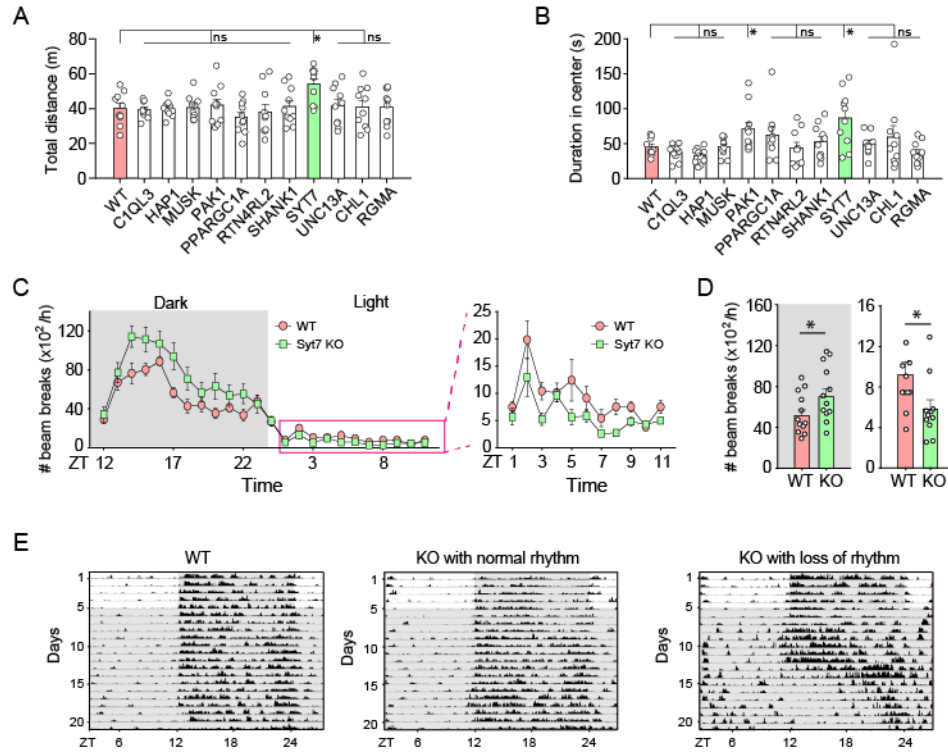 A
Total distance (m)
80
60
40
20
0
ns
*
ns
WT
C1QL3
HAP1
MUSK
PAK1
PPARGC1A
RTN4RL2
SHANK1
SYT7
UNC13A
CHL1
RGMA
B
Duration in center (s)
200
150
100
50
0
ns
*
ns
*
ns
WT
C1QL3
HAP1
MUSK
PAK1
PPARGC1A
RTN4RL2
SHANK1
SYT7
UNC13A
CHL1
RGMA
C
# beam breaks (x10²/h)
Dark
Light
120
80
40
0
WT
Syt7 KO
ZT
12
17
22
3
8
Time
25
20
15
10
5
0
WT
Syt7 KO
ZT
1
3
5
7
9
11
Time
D
# beam breaks (x10²/h)
160
120
80
40
0
*
WT KO
16
12
8
4
0
*
WT KO
E
WT
Days
1
5
10
15
20
ZT 6 12 18 24
KO with normal rhythm
Days
1
5
10
15
20
ZT 6 12 18 24
KO with loss of rhythm
Days
1
5
10
15
20
ZT 6 12 18 24